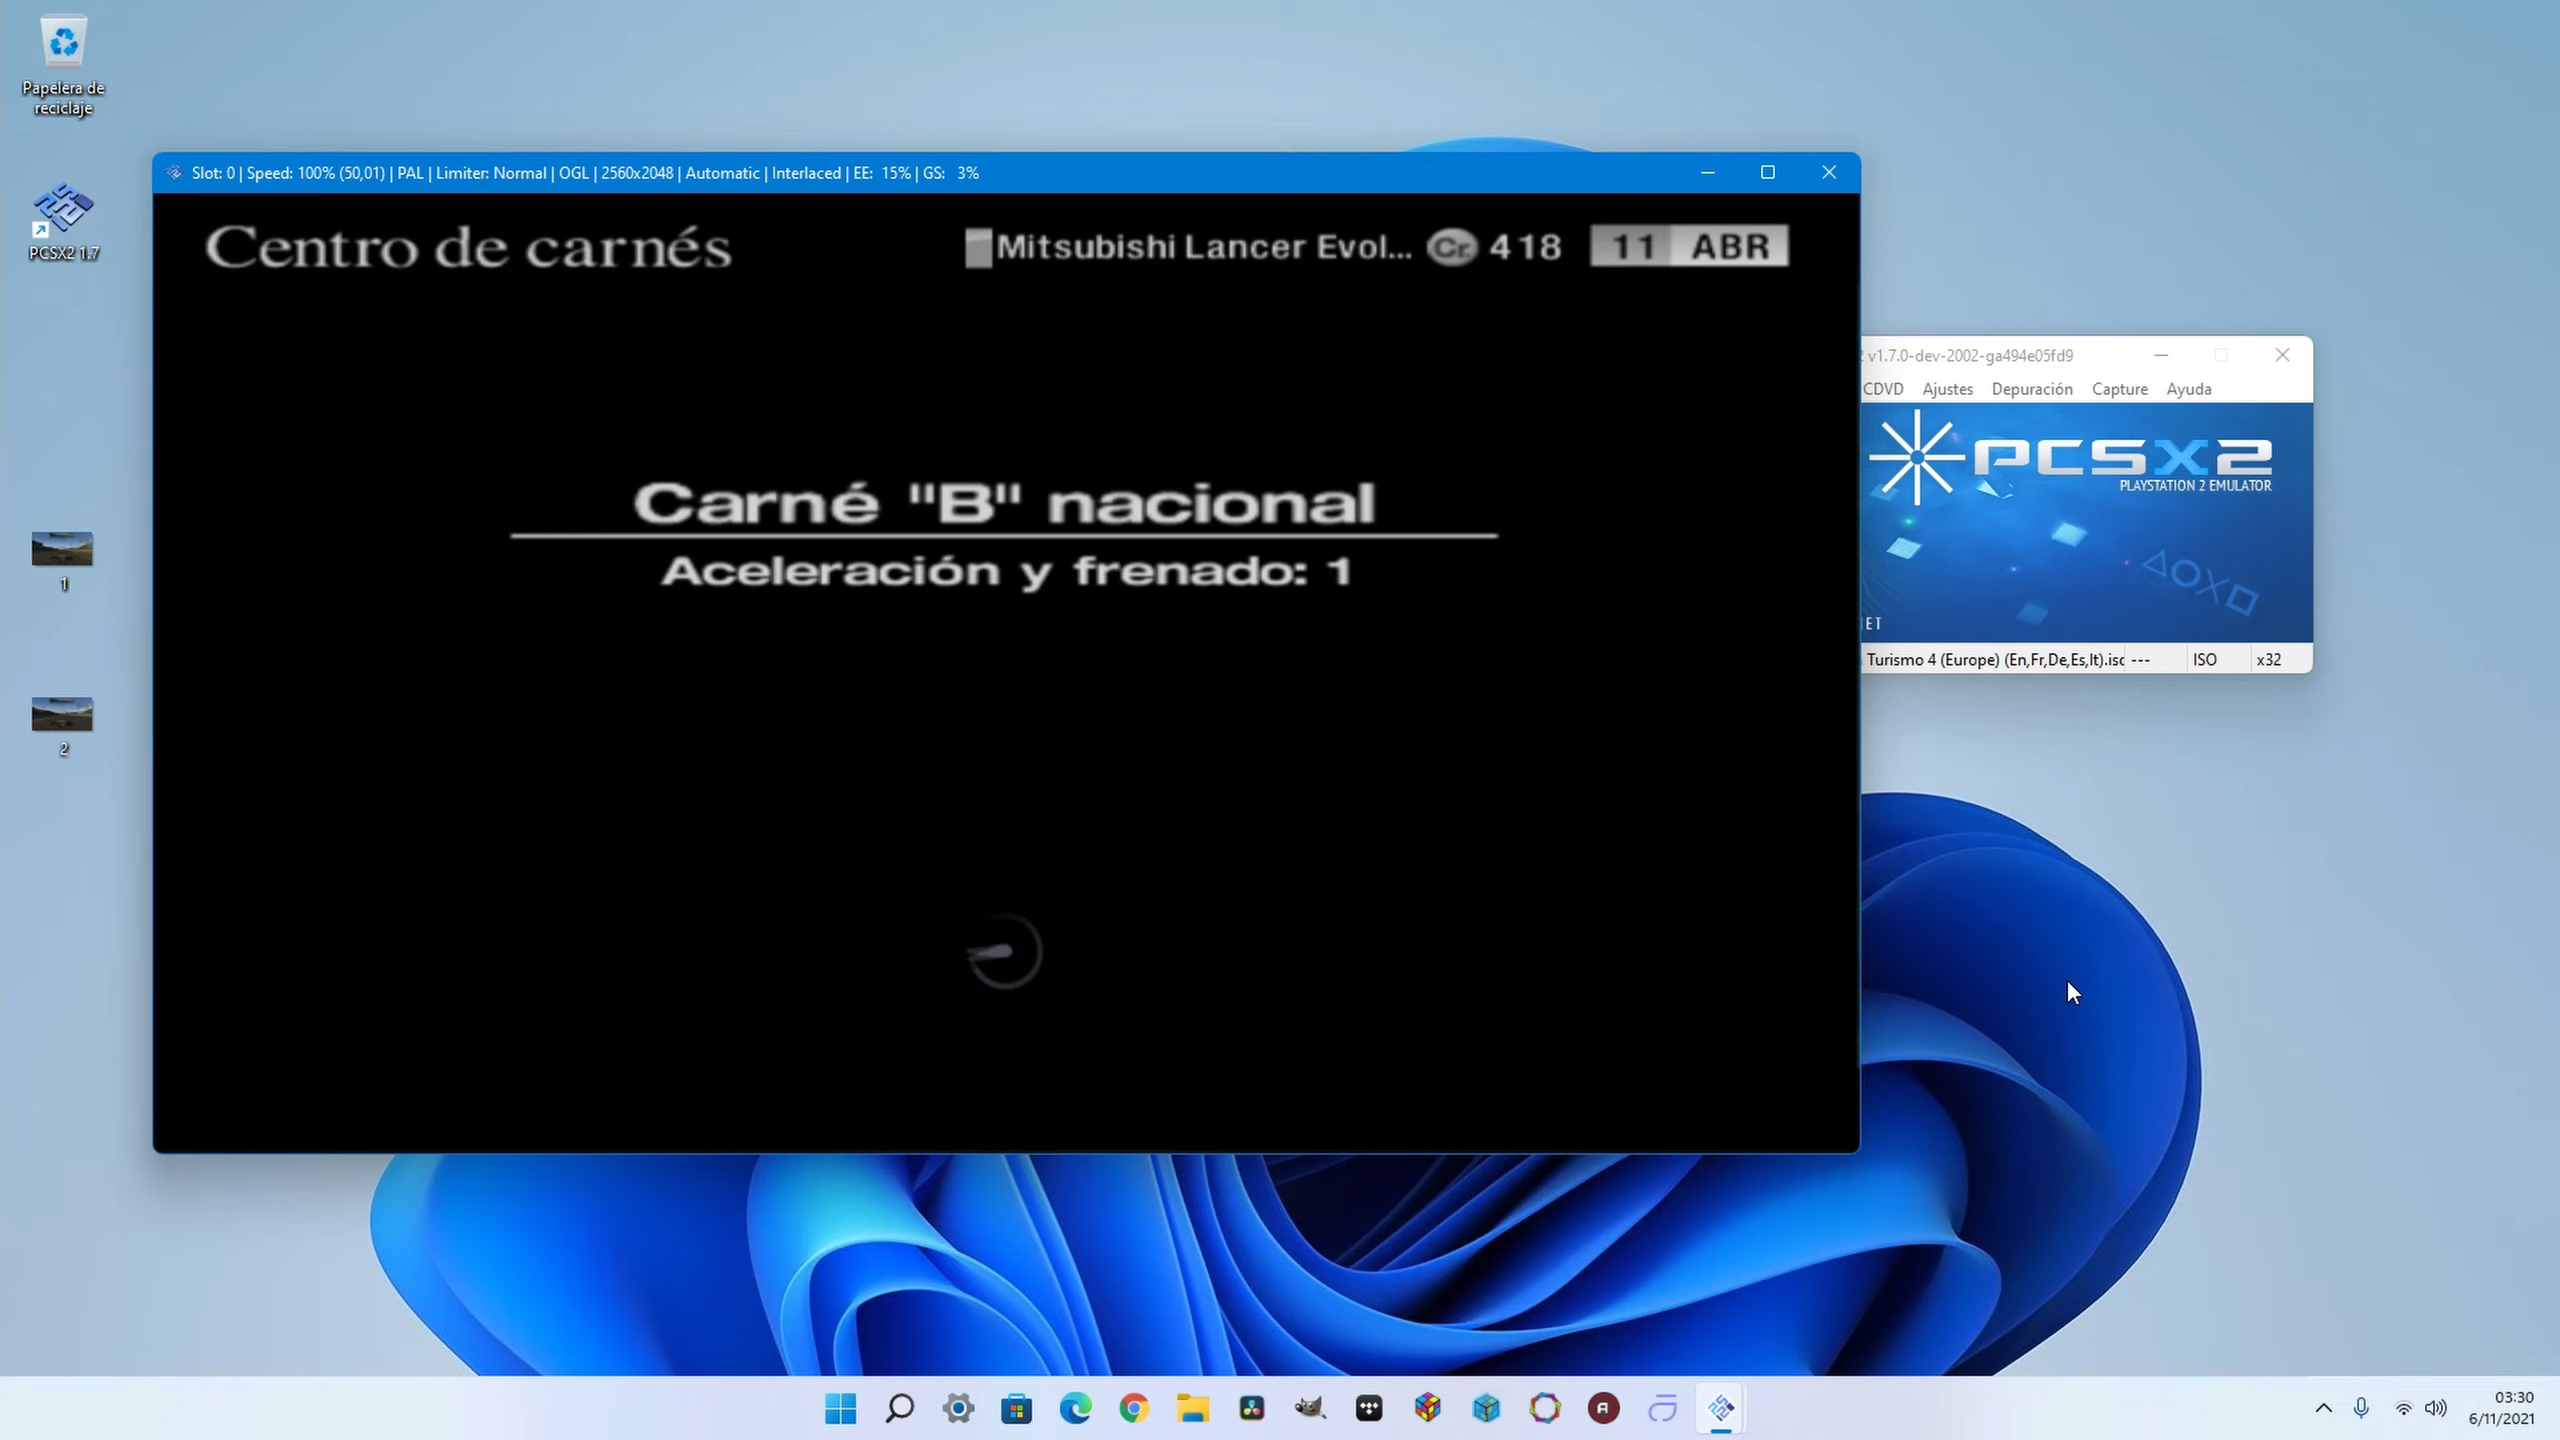 Papelera de
reciclaje
PCSX2 1.7
1
2
Slot: 0 | Speed: 100% (50,01) | PAL | Limiter: Normal | OGL | 2560x2048 | Automatic | Interlaced | EE: 15% | GS: 3%
Centro de carnés
Mitsubishi Lancer Evol... Cr. 418 11 ABR
Carné "B" nacional
Aceleración y frenado: 1
v1.7.0-dev-2002-ga494e05fd9
CDVD Ajustes Depuración Capture Ayuda
PCSX2
PLAYSTATION 2 EMULATOR
Turismo 4 (Europe) (En,Fr,De,Es,It).isc --- ISO x32
03:30
6/11/2021